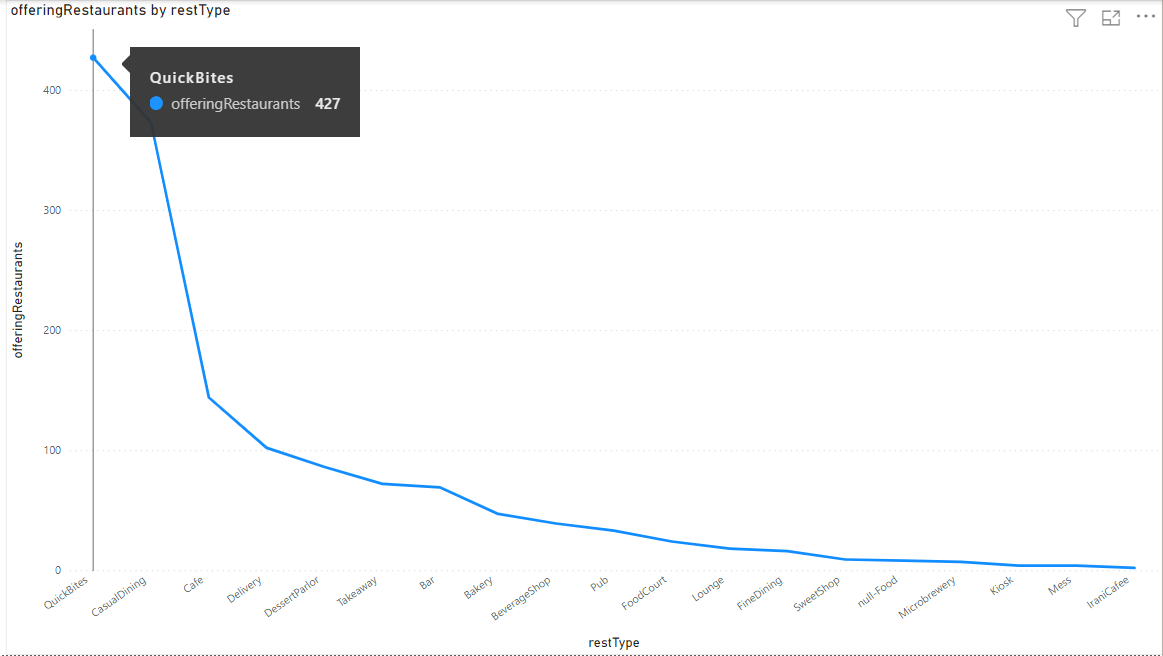 offeringRestaurants by restType
QuickBites
offeringRestaurants 427
400
300
200
100
0
offeringRestaurants
QuickBites
CasualDining
Cafe
Delivery
DessertParlor
Takeaway
Bar
Bakery
BeverageShop
Pub
FoodCourt
Lounge
FineDining
SweetShop
null-Food
Microbrewery
Kiosk
Mess
IraniCafee
restType